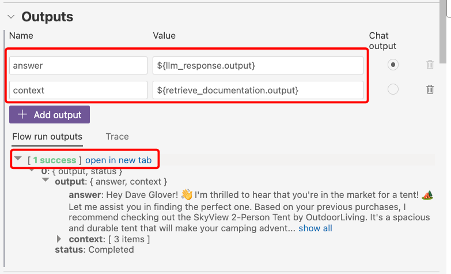 Outputs
Name Value Chat output
answer ${llm_response.output}
context ${retrieve_documentation.output}
+ Add output
Flow run outputs Trace
[ 1 success ] open in new tab
0: { output, status }
output: { answer, context }
answer: Hey Dave Glover! 👋 I'm thrilled to hear that you're in the market for a tent! 🏕️
Let me assist you in finding the perfect one. Based on your previous purchases, I
recommend checking out the SkyView 2-Person Tent by OutdoorLiving. It's a spacious
and durable tent that will make your camping advent... show all
context: [ 3 items ]
status: Completed